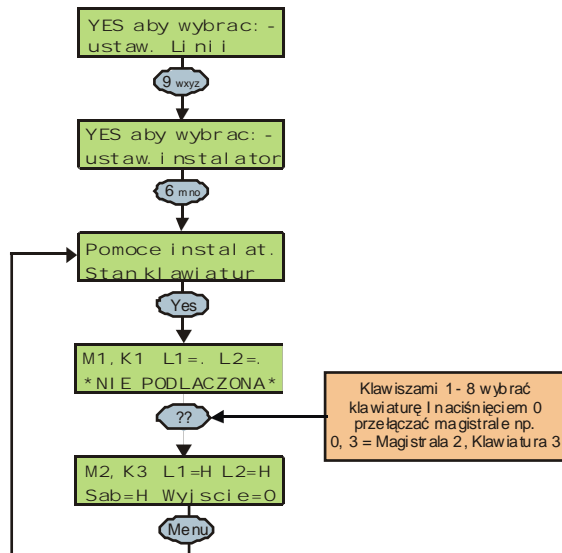 YES aby wybrac: -
ustaw. Linii
9 wxyz
YES aby wybrac: -
ustaw. instalator
6 mno
Pomoce instalat.
Stan klawiatur
Yes
M1, K1 L1=. L2=.
*NIE PODLACZONA*
Klawiszami 1 - 8 wybrać
klawiaturę I naciśnięciem 0
przełączać magistrale np.
0, 3 = Magistrala 2, Klawiatura 3
??
M2, K3 L1=H L2=H
Sab=H Wyjscie=0
Menu